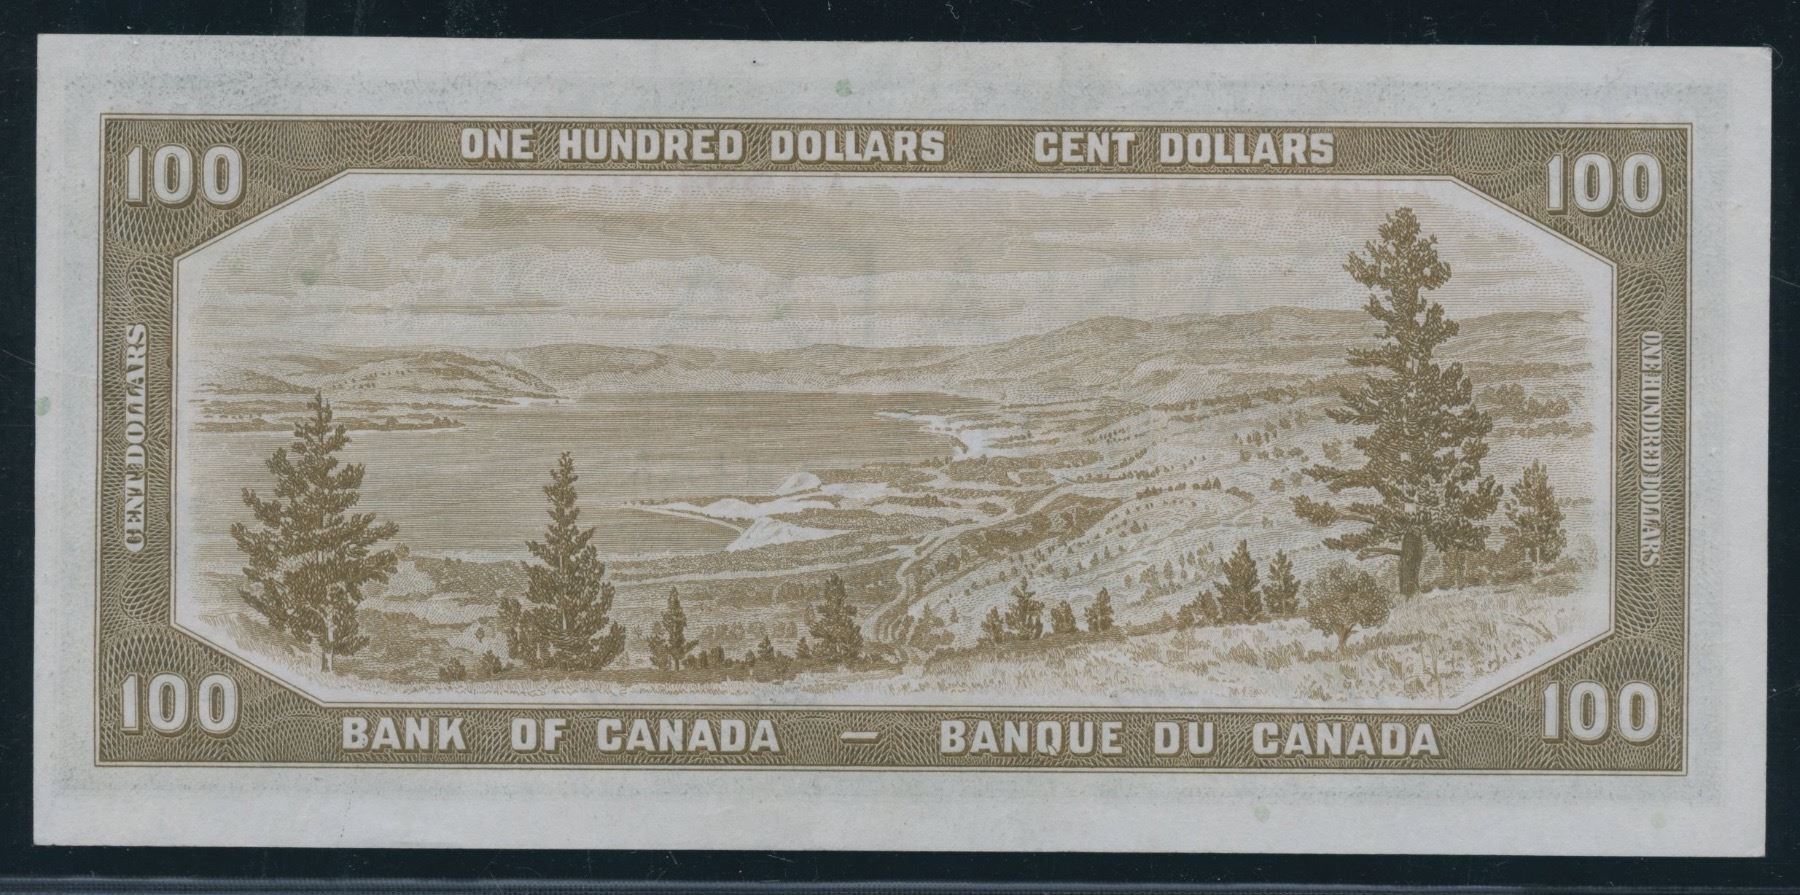 ONE HUNDRED DOLLARS CENT DOLLARS
100
100
CENT DOLLARS
ONE HUNDRED DOLLARS
100
100
BANK OF CANADA — BANQUE DU CANADA